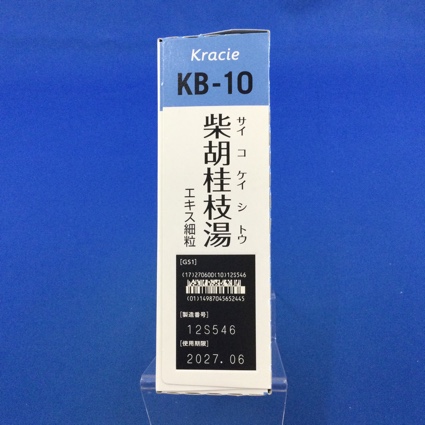 Kracie
KB-10
柴胡桂枝湯
サイ コ ケイ シ トウ
エキス細粒
[GS1]
(17)270600(10)12S546
(01)14987045652445
[製造番号]
12S546
[使用期限]
2027.06